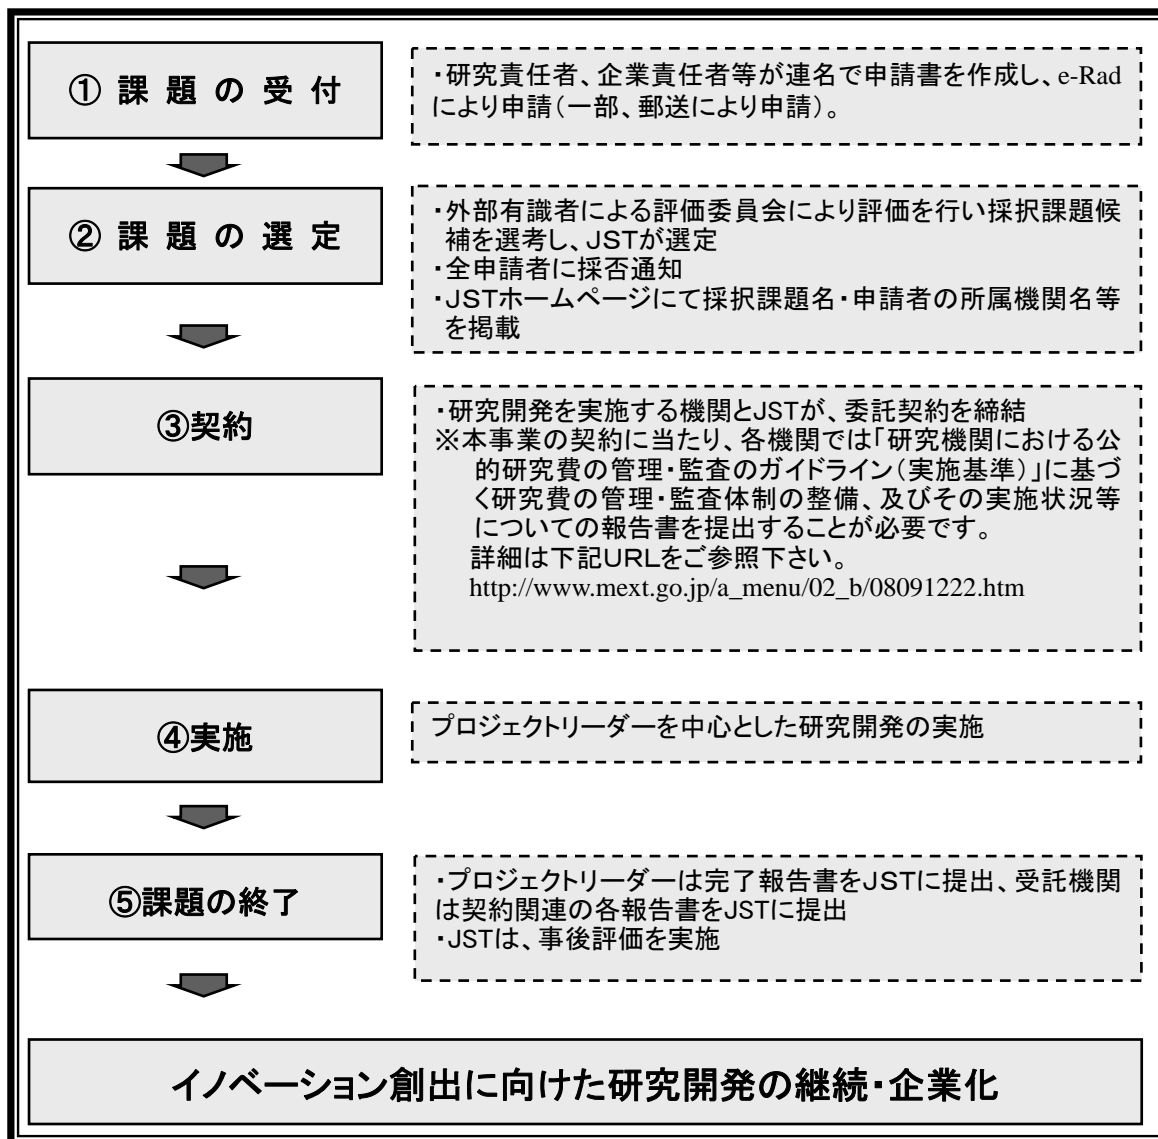 ①課題の受付
・研究責任者、企業責任者等が連名で申請書を作成し、e-Rad
により申請（一部、郵送により申請）。
②課題の選定
・外部有識者による評価委員会により評価を行い採択課題候
補を選考し、JSTが選定
・全申請者に採否通知
・JSTホームページにて採択課題名・申請者の所属機関名等
を掲載
③契約
・研究開発を実施する機関とJSTが、委託契約を締結
※本事業の契約に当たり、各機関では「研究機関における公
的研究費の管理・監査のガイドライン（実施基準）」に基づ
く研究費の管理・監査体制の整備、及びその実施状況等
についての報告書を提出することが必要です。
詳細は下記URLをご参照下さい。
http://www.mext.go.jp/a_menu/02_b/08091222.htm
④実施
プロジェクトリーダーを中心とした研究開発の実施
⑤課題の終了
・プロジェクトリーダーは完了報告書をJSTに提出、受託機関
は契約関連の各報告書をJSTに提出
・JSTは、事後評価を実施
イノベーション創出に向けた研究開発の継続・企業化